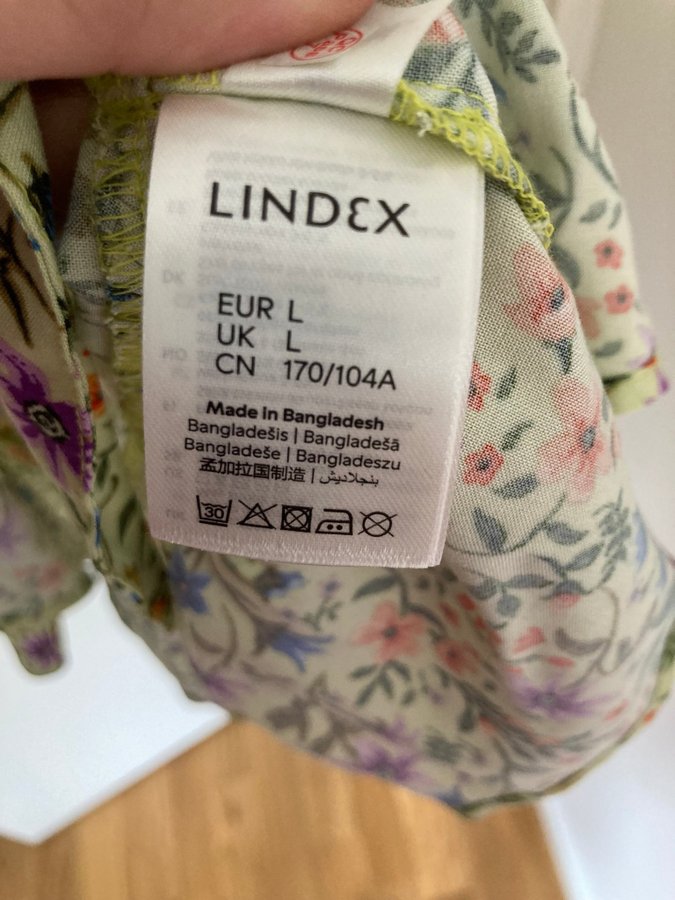 LINDEX
EUR L
UK L
CN 170/104A
Made in Bangladesh
Bangladešis | Bangladešā
Bangladeše | Bangladeszu
孟加拉国制造 | بنجلاديش
30